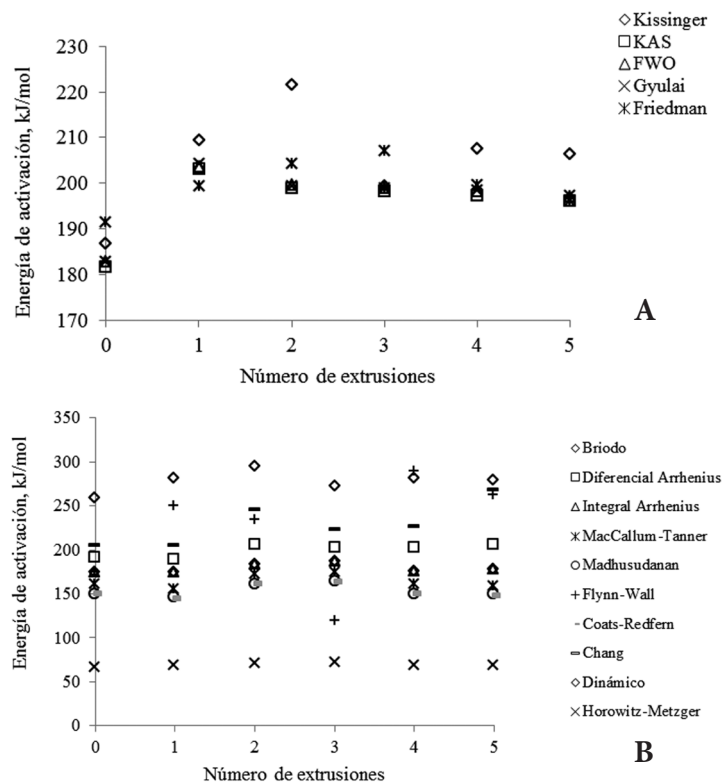 Kissinger
KAS
FWO
Gyulai
Friedman
Energía de activación, kJ/mol
230
220
210
200
190
180
170
0 1 2 3 4 5
Número de extrusiones
A
Energía de activación, kJ/mol
350
300
250
200
150
100
50
0
0 1 2 3 4 5
Número de extrusiones
Briodo
Diferencial Arrhenius
Integral Arrhenius
MacCallum-Tanner
Madhusudanan
Flynn-Wall
Coats-Redfern
Chang
Dinámico
Horowitz-Metzger
B